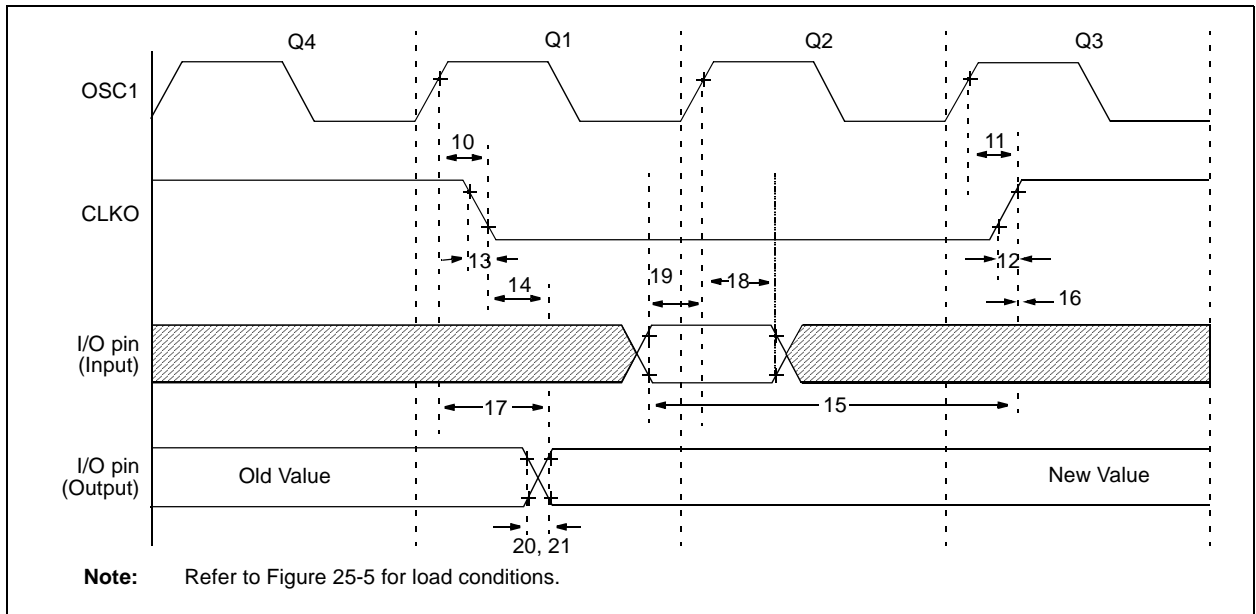 Q4 Q1 Q2 Q3
OSC1
10 11
CLKO
13 12
14 19 18 16
I/O pin
(Input)
17 15
I/O pin
(Output)
Old Value New Value
20, 21
Note: Refer to Figure 25-5 for load conditions.